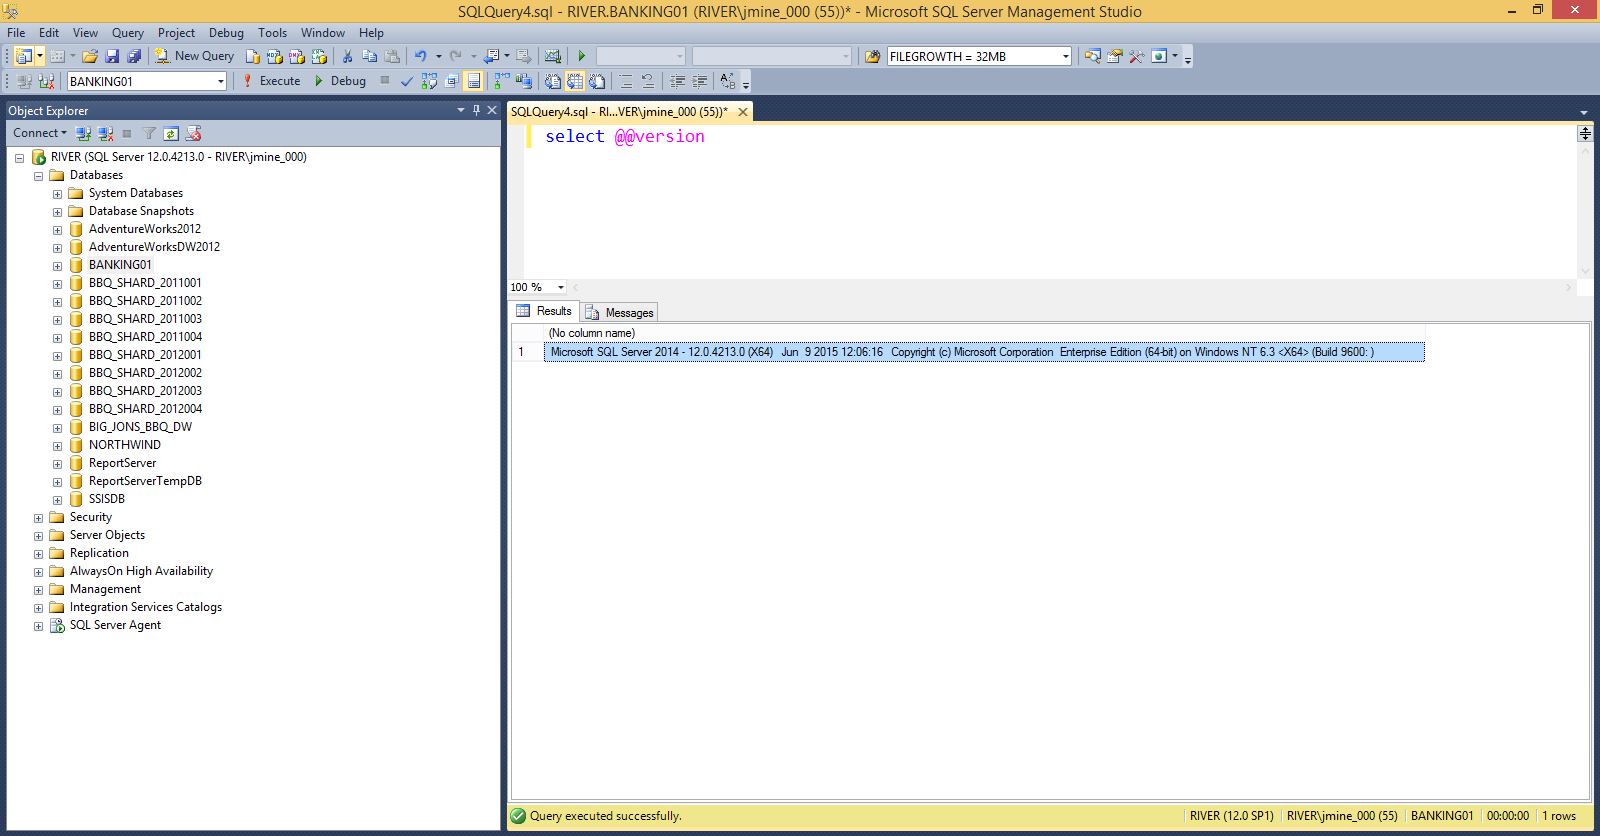 SQLQuery4.sql - RIVER.BANKING01 (RIVER\jmine_000 (55))* - Microsoft SQL Server Management Studio
File Edit View Query Project Debug Tools Window Help
New Query FILEGROWTH = 32MB
BANKING01 Execute Debug
Object Explorer
Connect
RIVER (SQL Server 12.0.4213.0 - RIVER\jmine_000)
Databases
System Databases
Database Snapshots
AdventureWorks2012
AdventureWorksDW2012
BANKING01
BBQ_SHARD_2011001
BBQ_SHARD_2011002
BBQ_SHARD_2011003
BBQ_SHARD_2011004
BBQ_SHARD_2012001
BBQ_SHARD_2012002
BBQ_SHARD_2012003
BBQ_SHARD_2012004
BIG_JONS_BBQ_DW
NORTHWIND
ReportServer
ReportServerTempDB
SSISDB
Security
Server Objects
Replication
AlwaysOn High Availability
Management
Integration Services Catalogs
SQL Server Agent
SQLQuery4.sql - RI...VER\jmine_000 (55))*
select @@version
100 %
Results Messages
(No column name)
1 Microsoft SQL Server 2014 - 12.0.4213.0 (X64) Jun 9 2015 12:06:16 Copyright (c) Microsoft Corporation Enterprise Edition (64-bit) on Windows NT 6.3 <X64> (Build 9600: )
Query executed successfully. RIVER (12.0 SP1) RIVER\jmine_000 (55) BANKING01 00:00:00 1 rows